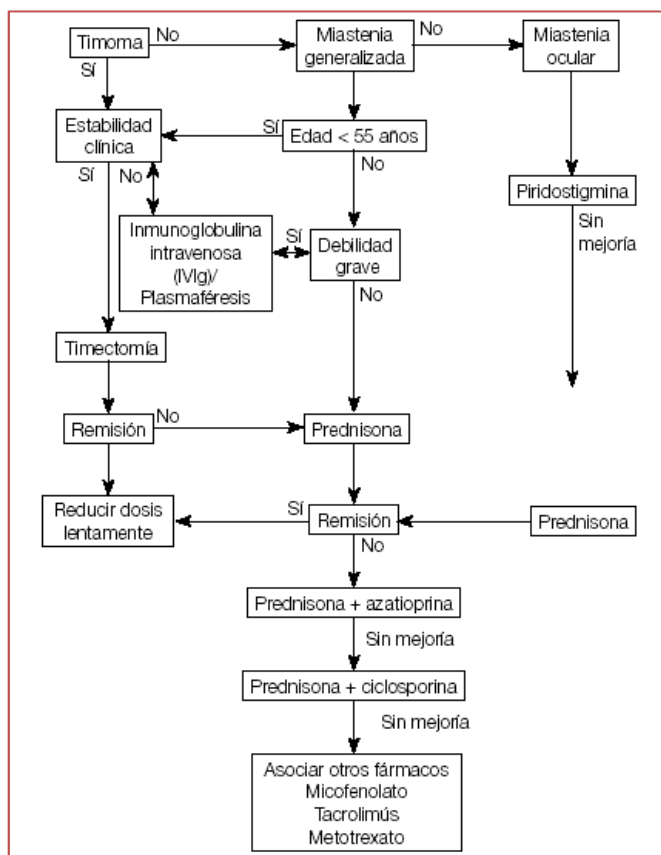 Timoma
No
Miastenia
generalizada
No
Miastenia
ocular
Sí
Estabilidad
clínica
Sí
Edad < 55 años
Sí
No
No
Piridostigmina
Inmunoglobulina
intravenosa
(IVIg)/
Plasmaféresis
Sí
Debilidad
grave
Sin
mejoría
No
Timectomía
Remisión
No
Prednisona
Reducir dosis
lentamente
Sí
Remisión
Prednisona
No
Prednisona + azatioprina
Sin mejoría
Prednisona + ciclosporina
Sin mejoría
Asociar otros fármacos
Micofenolato
Tacrolimús
Metotrexato